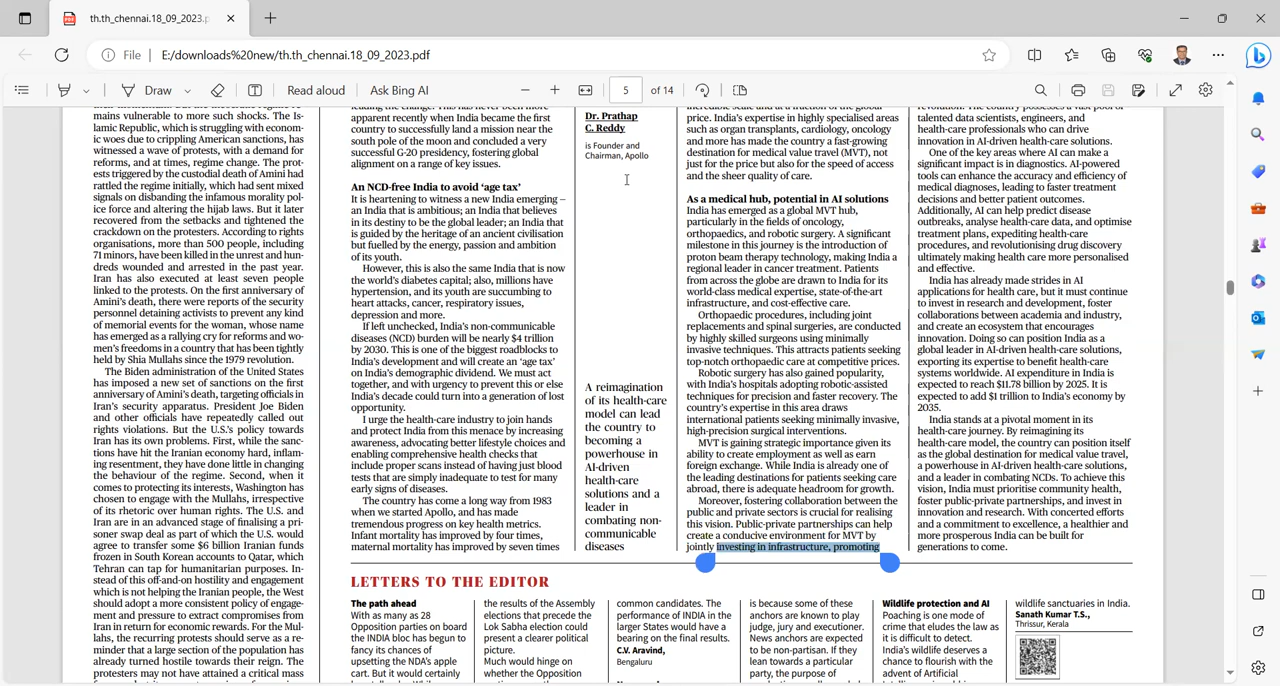 th.th_chennai.18_09_2023.p
File
E:/downloads%20new/th.th_chennai.18_09_2023.pdf
Draw
Read aloud
Ask Bing AI
5
of 14
mains vulnerable to more such shocks. The Is-
lamic Republic, which is struggling with econom-
ic woes due to crippling American sanctions, has
witnessed a wave of protests, with a demand for
reforms, and at times, regime change. The prot-
ests triggered by the custodial death of Amini had
rattled the regime initially, which had sent mixed
signals on disbanding the infamous morality pol-
ice force and altering the hijab laws. But it later
recovered from the setbacks and tightened the
crackdown on the protesters. According to rights
organisations, more than 500 people, including
71 minors, have been killed in the unrest and hun-
dreds wounded and arrested in the past year.
Iran has also executed at least seven people
linked to the protests. On the first anniversary of
Amini's death, there were reports of the security
personnel detaining activists to prevent any kind
of memorial events for the woman, whose name
has emerged as a rallying cry for reforms and wo-
men's freedoms in a country that has been tightly
held by Shia Mullahs since the 1979 revolution.
The Biden administration of the United States
has imposed a new set of sanctions on the first
anniversary of Amini's death, targeting officials in
Iran's security apparatus. President Joe Biden
and other officials have repeatedly called out
rights violations. But the U.S.'s policy towards
Iran has its own problems. First, while the sanc-
tions have hit the Iranian economy hard, inflam-
ing resentment, they have done little in changing
the behaviour of the regime. Second, when it
comes to protecting its interests, Washington has
chosen to engage with the Mullahs, irrespective
of its rhetoric over human rights. The U.S. and
Iran are in an advanced stage of finalising a pri-
soner swap deal as part of which the U.S. would
agree to transfer some $6 billion Iranian funds
frozen in South Korean accounts to Qatar, which
Tehran can tap for humanitarian purposes. In-
stead of this off-and-on hostility and engagement
which is not helping the Iranian people, the West
should adopt a more consistent policy of engage-
ment and pressure to extract compromises from
Iran in return for economic rewards. For the Mul-
lahs, the recurring protests should serve as a re-
minder that a large section of the population has
already turned hostile towards their reign. The
protesters may not have attained a critical mass
leading the change. This has never been more
apparent recently when India became the first
country to successfully land a mission near the
south pole of the moon and concluded a very
successful G-20 presidency, fostering global
alignment on a range of key issues.
An NCD-free India to avoid 'age tax'
It is heartening to witness a new India emerging –
an India that is ambitious; an India that believes
in its destiny to be the global leader; an India that
is guided by the heritage of an ancient civilisation
but fuelled by the energy, passion and ambition
of its youth.
However, this is also the same India that is now
the world's diabetes capital; also, millions have
hypertension, and its youth are succumbing to
heart attacks, cancer, respiratory issues,
depression and more.
If left unchecked, India's non-communicable
diseases (NCD) burden will be nearly $4 trillion
by 2030. This is one of the biggest roadblocks to
India's development and will create an 'age tax'
on India's demographic dividend. We must act
together, and with urgency to prevent this or else
India's decade could turn into a generation of lost
opportunity.
I urge the health-care industry to join hands
and protect India from this menace by increasing
awareness, advocating better lifestyle choices and
enabling comprehensive health checks that
include proper scans instead of having just blood
tests that are simply inadequate to test for many
early signs of diseases.
The country has come a long way from 1983
when we started Apollo, and has made
tremendous progress on key health metrics.
Infant mortality has improved by four times,
maternal mortality has improved by seven times
Dr. Prathap
C. Reddy
is Founder and
Chairman, Apollo
A reimagination
of its health-care
model can lead
the country to
becoming a
powerhouse in
AI-driven
health-care
solutions and a
leader in
combating non-
communicable
diseases
incredible scale and at a fraction of the global
price. India's expertise in highly specialised areas
such as organ transplants, cardiology, oncology
and more has made the country a fast-growing
destination for medical value travel (MVT), not
just for the price but also for the speed of access
and the sheer quality of care.
As a medical hub, potential in AI solutions
India has emerged as a global MVT hub,
particularly in the fields of oncology,
orthopaedics, and robotic surgery. A significant
milestone in this journey is the introduction of
proton beam therapy technology, making India a
regional leader in cancer treatment. Patients
from across the globe are drawn to India for its
world-class medical expertise, state-of-the-art
infrastructure, and cost-effective care.
Orthopaedic procedures, including joint
replacements and spinal surgeries, are conducted
by highly skilled surgeons using minimally
invasive techniques. This attracts patients seeking
top-notch orthopaedic care at competitive prices.
Robotic surgery has also gained popularity,
with India's hospitals adopting robotic-assisted
techniques for precision and faster recovery. The
country's expertise in this area draws
international patients seeking minimally invasive,
high-precision surgical interventions.
MVT is gaining strategic importance given its
ability to create employment as well as earn
foreign exchange. While India is already one of
the leading destinations for patients seeking care
abroad, there is adequate headroom for growth.
Moreover, fostering collaboration between the
public and private sectors is crucial for realising
this vision. Public-private partnerships can help
create a conducive environment for MVT by
jointly investing in infrastructure, promoting
revolution. The country possesses a vast pool of
talented data scientists, engineers, and
health-care professionals who can drive
innovation in AI-driven health-care solutions.
One of the key areas where AI can make a
significant impact is in diagnostics. AI-powered
tools can enhance the accuracy and efficiency of
medical diagnoses, leading to faster treatment
decisions and better patient outcomes.
Additionally, AI can help predict disease
outbreaks, analyse health-care data, and optimise
treatment plans, expediting health-care
procedures, and revolutionising drug discovery
ultimately making health care more personalised
and effective.
India has already made strides in AI
applications for health care, but it must continue
to invest in research and development, foster
collaborations between academia and industry,
and create an ecosystem that encourages
innovation. Doing so can position India as a
global leader in AI-driven health-care solutions,
exporting its expertise to benefit health-care
systems worldwide. AI expenditure in India is
expected to reach $11.78 billion by 2025. It is
expected to add $1 trillion to India's economy by
2035.
India stands at a pivotal moment in its
health-care journey. By reimagining its
health-care model, the country can position itself
as the global destination for medical value travel,
a powerhouse in AI-driven health-care solutions,
and a leader in combating NCDs. To achieve this
vision, India must prioritise community health,
foster public-private partnerships, and invest in
innovation and research. With concerted efforts
and a commitment to excellence, a healthier and
more prosperous India can be built for
generations to come.
LETTERS TO THE EDITOR
The path ahead
With as many as 28
Opposition parties on board
the INDIA bloc has begun to
fancy its chances of
upsetting the NDA's apple
cart. But it would certainly
the results of the Assembly
elections that precede the
Lok Sabha election could
present a clearer political
picture.
Much would hinge on
whether the Opposition
common candidates. The
performance of INDIA in the
larger States would have a
bearing on the final results.
C.V. Aravind,
Bengaluru
is because some of these
anchors are known to play
judge, jury and executioner.
News anchors are expected
to be non-partisan. If they
lean towards a particular
party, the purpose of
Wildlife protection and AI
Poaching is one mode of
crime that eludes the law as
it is difficult to detect.
India's wildlife deserves a
chance to flourish with the
advent of Artificial
wildlife sanctuaries in India.
Sanath Kumar T.S.,
Thrissur, Kerala